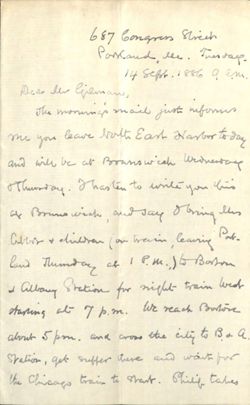 687 Congress Street
Portland, Me. Tuesday
14 Sept. 1886 9 A.M.
Dear Mr Gilman,
The morning's mail just informs
me you leave North East Harbor today
and will be at Brunswick Wednesday
& Thursday. I hasten to write you this
at Brunswick, and say I bring Mrs
& children (on train, leaving Port-
land Thursday at 1 P.M.,) to Boston
& Albany Station for night train West
starting at 7 p.m. We reach Boston
about 5 pm. and cross the city to B & A.
Station, get supper there and wait for
the Chicago train to start. Philip takes